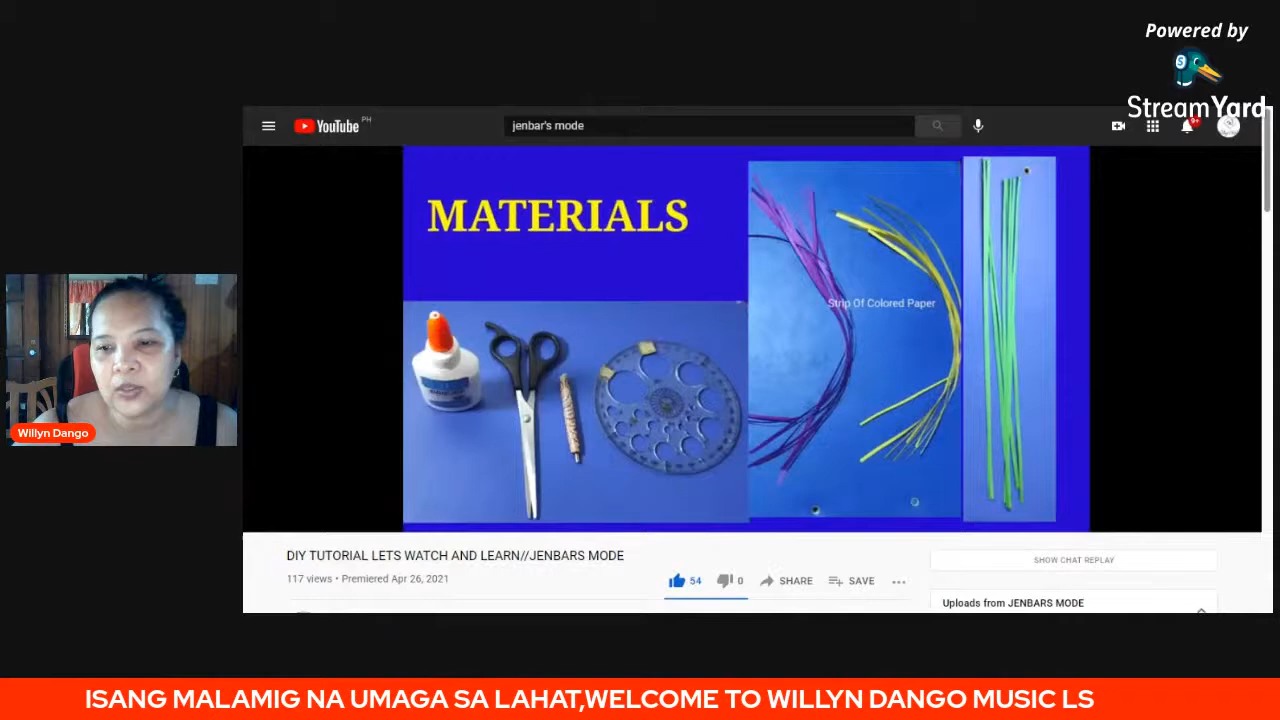 Powered by
StreamYard
YouTube PH
jenbar's mode
9+
MATERIALS
Strip Of Colored Paper
Willyn Dango
DIY TUTORIAL LETS WATCH AND LEARN//JENBARS MODE
117 views • Premiered Apr 26, 2021
54
0
SHARE
SAVE
SHOW CHAT REPLAY
Uploads from JENBARS MODE
ISANG MALAMIG NA UMAGA SA LAHAT,WELCOME TO WILLYN DANGO MUSIC LS